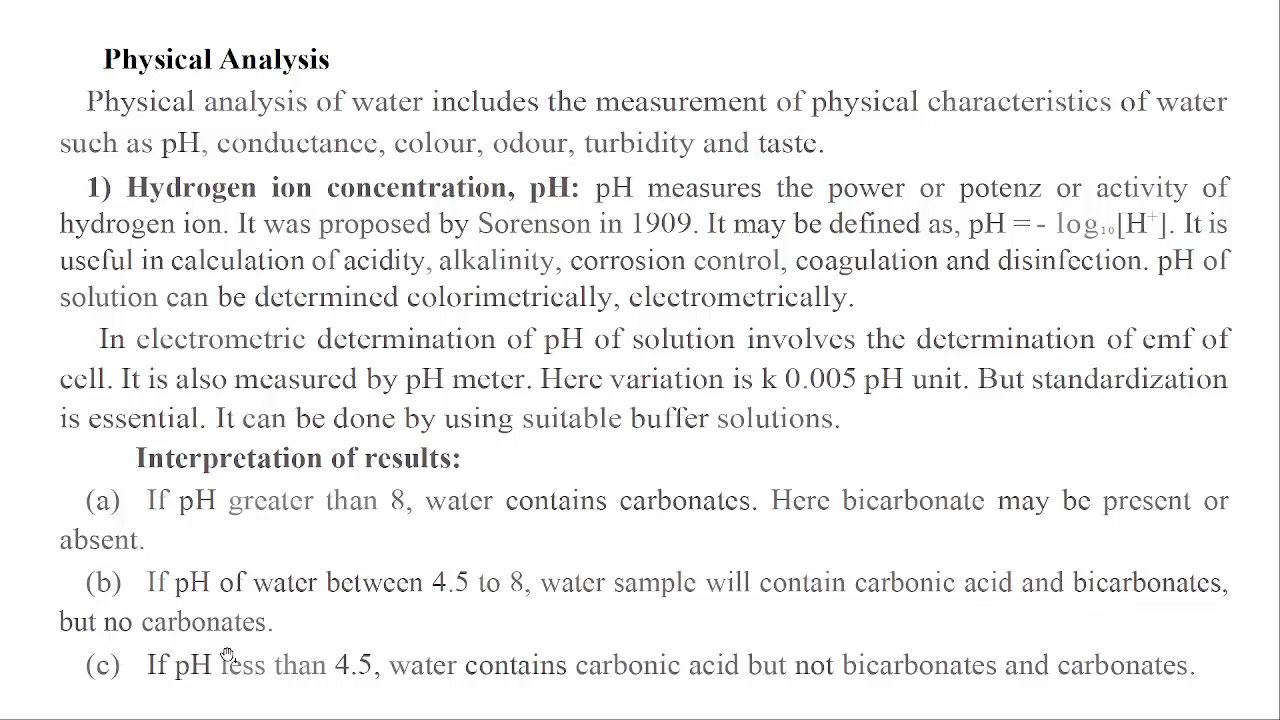 Physical Analysis
Physical analysis of water includes the measurement of physical characteristics of water
such as pH, conductance, colour, odour, turbidity and taste.
1) Hydrogen ion concentration, pH: pH measures the power or potenz or activity of
hydrogen ion. It was proposed by Sorenson in 1909. It may be defined as, pH = - log₁₀[H⁺]. It is
useful in calculation of acidity, alkalinity, corrosion control, coagulation and disinfection. pH of
solution can be determined colorimetrically, electrometrically.
In electrometric determination of pH of solution involves the determination of emf of
cell. It is also measured by pH meter. Here variation is k 0.005 pH unit. But standardization
is essential. It can be done by using suitable buffer solutions.
Interpretation of results:
(a) If pH greater than 8, water contains carbonates. Here bicarbonate may be present or
absent.
(b) If pH of water between 4.5 to 8, water sample will contain carbonic acid and bicarbonates,
but no carbonates.
(c) If pH less than 4.5, water contains carbonic acid but not bicarbonates and carbonates.